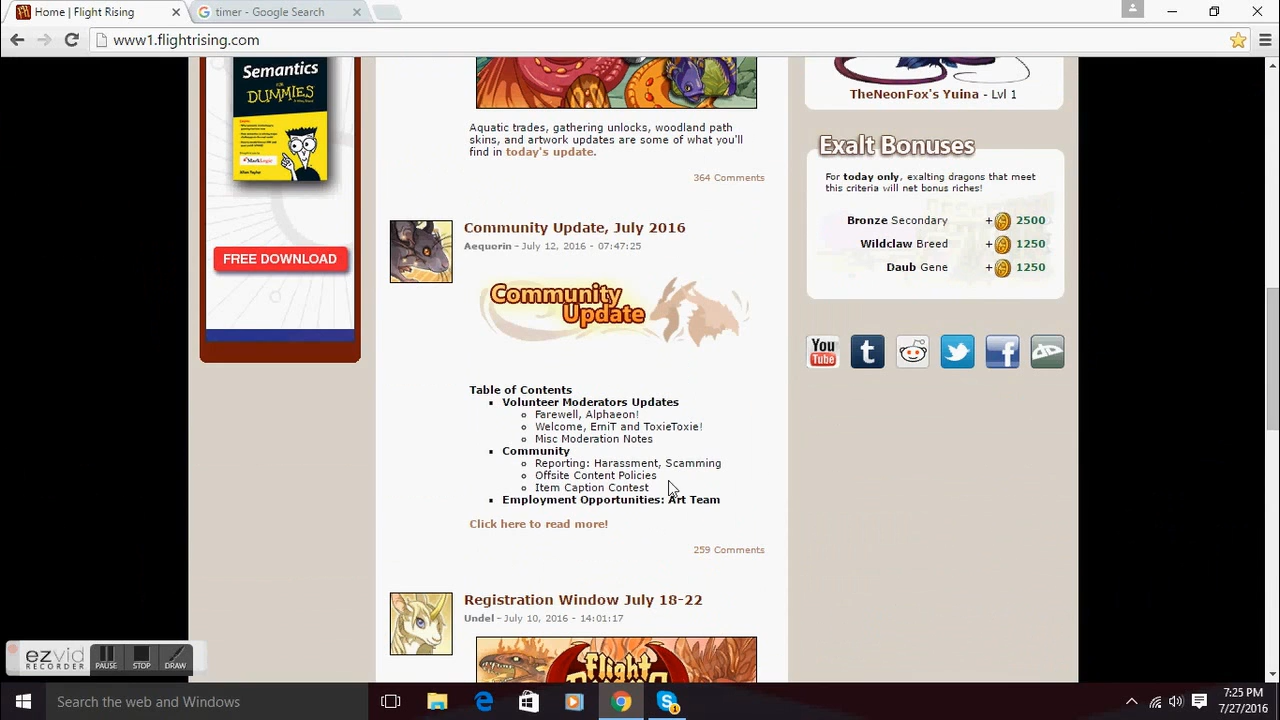 Home | Flight Rising
timer - Google Search
www1.flightrising.com
Semantics
FOR
DUMMIES
MarkLogic
FREE DOWNLOAD
Aquatic trades, gathering unlocks, woodland path
skins, and artwork updates are some of what you'll
find in today's update.
364 Comments
Community Update, July 2016
Aequorin - July 12, 2016 - 07:47:25
Community
Update
Table of Contents
Volunteer Moderators Updates
Farewell, Alphaeon!
Welcome, EmiT and ToxieToxie!
Misc Moderation Notes
Community
Reporting: Harassment, Scamming
Offsite Content Policies
Item Caption Contest
Employment Opportunities: Art Team
Click here to read more!
259 Comments
Registration Window July 18-22
Undel - July 10, 2016 - 14:01:17
Flight
TheNeonFox's Yuina - Lvl 1
Exalt Bonuses
For today only, exalting dragons that meet
this criteria will net bonus riches!
Bronze Secondary + 2500
Wildclaw Breed + 1250
Daub Gene + 1250
You
Tube
t
f
ezvid
RECORDER
PAUSE
STOP
DRAW
Search the web and Windows
1
7:25 PM
7/27/2016